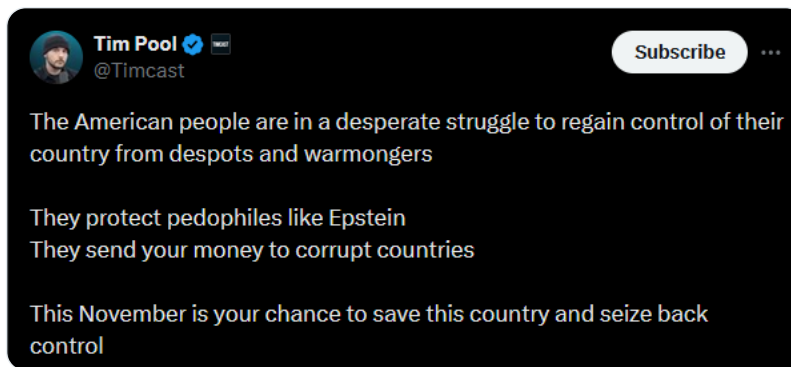 Tim Pool
TIMCAST
@Timcast
Subscribe
The American people are in a desperate struggle to regain control of their
country from despots and warmongers
They protect pedophiles like Epstein
They send your money to corrupt countries
This November is your chance to save this country and seize back
control